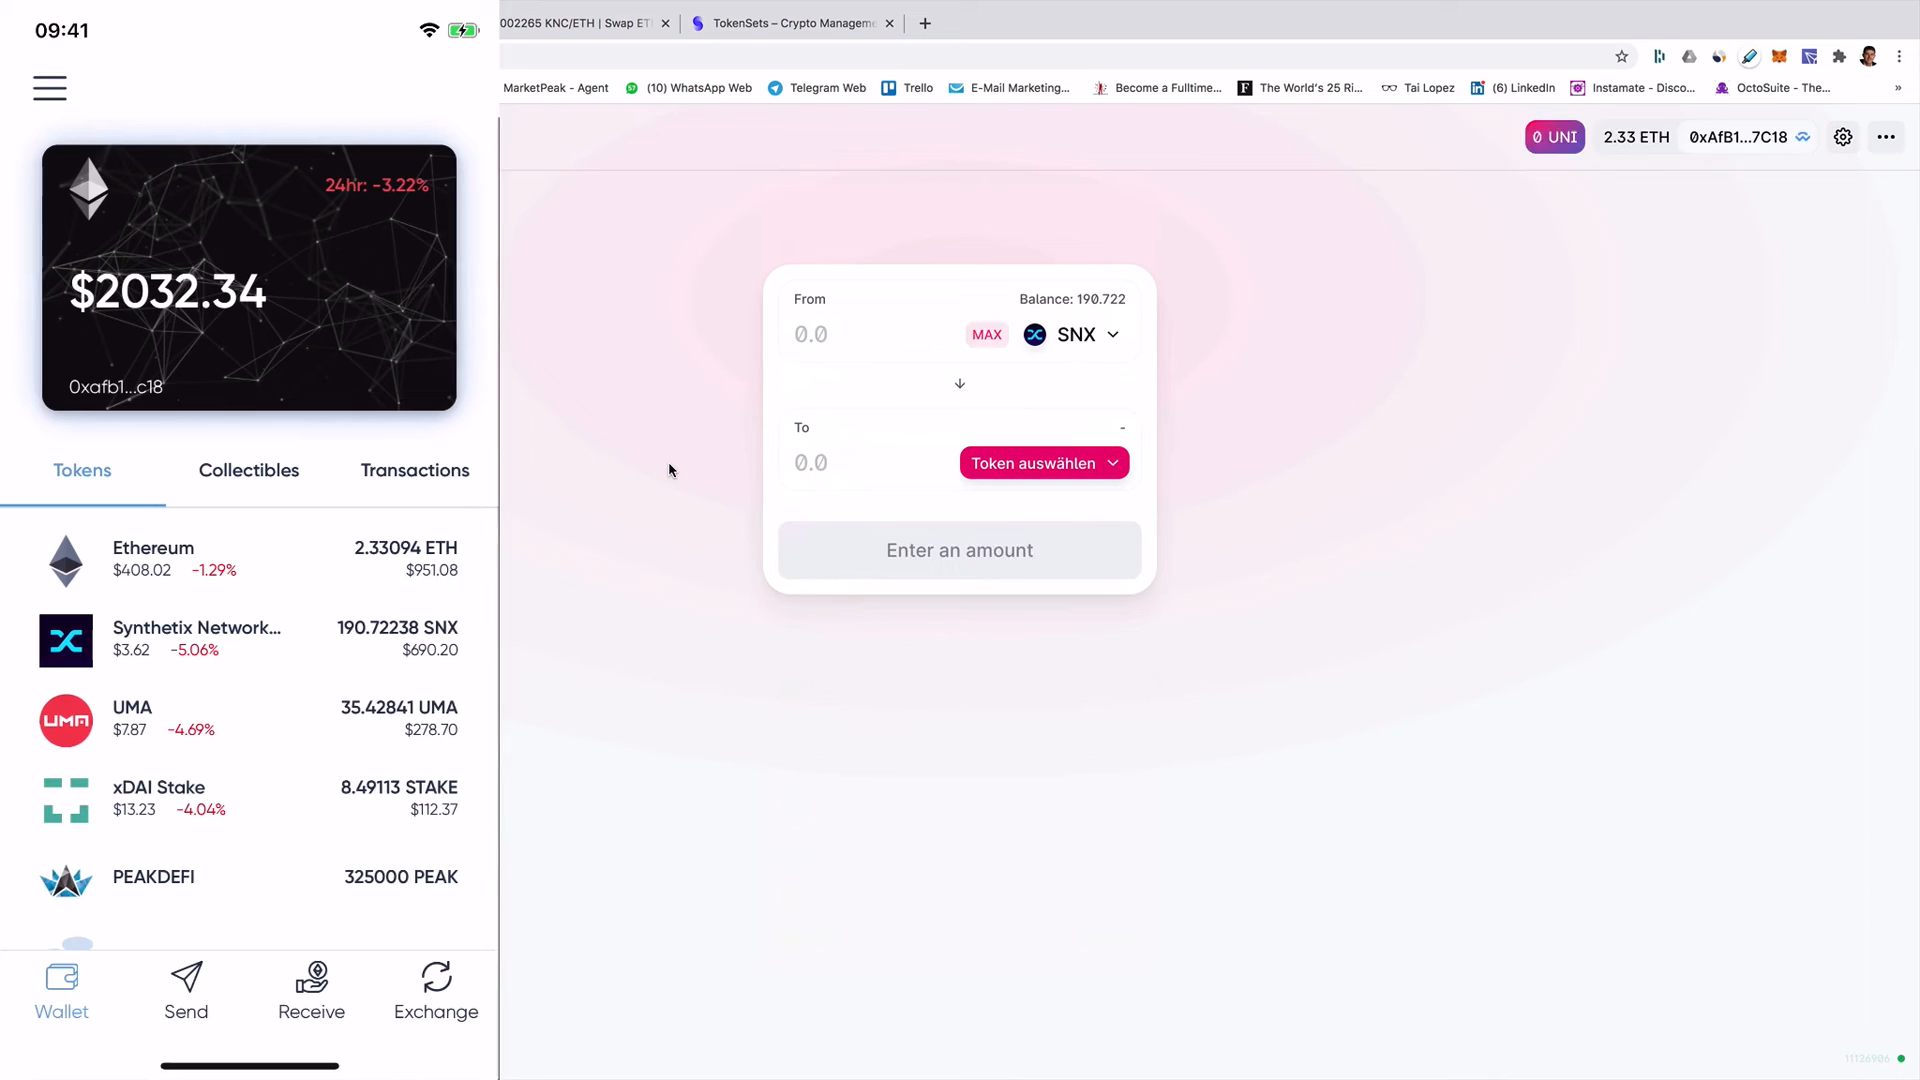 09:41
24hr: -3.22%
$2032.34
0xafb1...c18
Tokens
Collectibles
Transactions
Ethereum
2.33094 ETH
$408.02 -1.29%
$951.08
Synthetix Network...
190.72238 SNX
$3.62 -5.06%
$690.20
UMA
UMA
35.42841 UMA
$7.87 -4.69%
$278.70
xDAI Stake
8.49113 STAKE
$13.23 -4.04%
$112.37
PEAKDEFI
325000 PEAK
Wallet
Send
Receive
Exchange
002265 KNC/ETH | Swap ET
TokenSets – Crypto Manageme
MarketPeak - Agent
(10) WhatsApp Web
Telegram Web
Trello
E-Mail Marketing...
Become a Fulltime...
The World's 25 Ri...
Tai Lopez
(6) LinkedIn
Instamate - Disco...
OctoSuite - The...
»
0 UNI
2.33 ETH
0xAfB1...7C18
From
Balance: 190.722
0.0
MAX
SNX
To
-
0.0
Token auswählen
Enter an amount
11126906